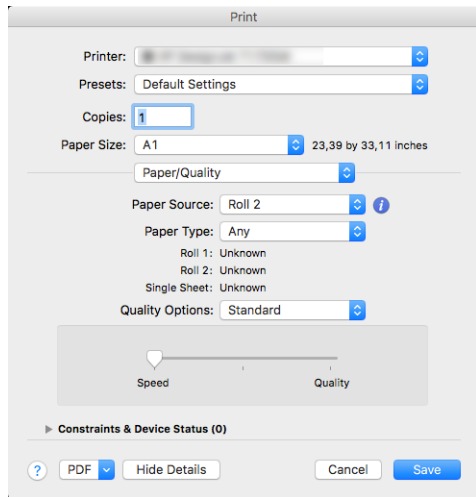 Print
Printer:
Presets: Default Settings
Copies: 1
Paper Size: A1 23,39 by 33,11 inches
Paper/Quality
Paper Source: Roll 2 i
Paper Type: Any
Roll 1: Unknown
Roll 2: Unknown
Single Sheet: Unknown
Quality Options: Standard
Speed Quality
Constraints & Device Status (0)
? PDF Hide Details Cancel Save